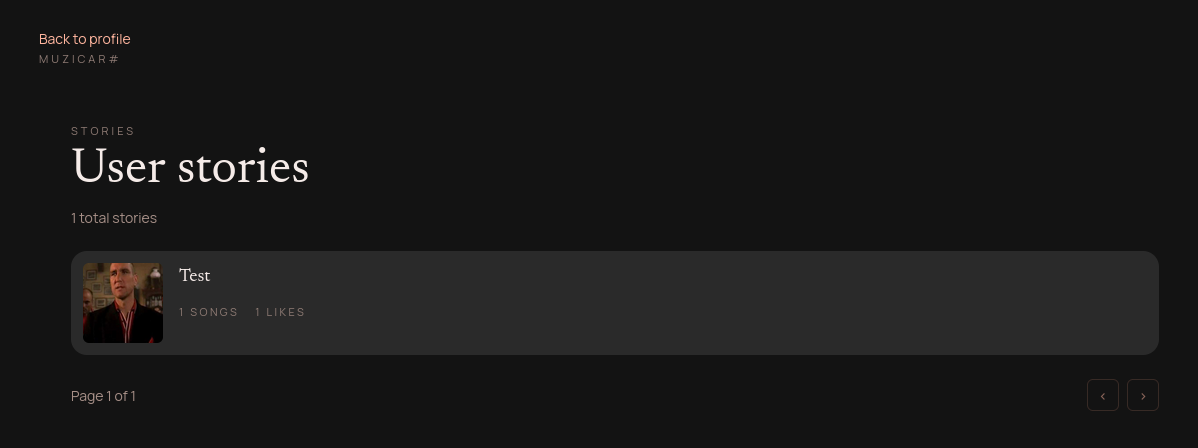 Back to profile
MUZICAR#
STORIES
User stories
1 total stories
Test
1 SONGS 1 LIKES
Page 1 of 1
‹ ›